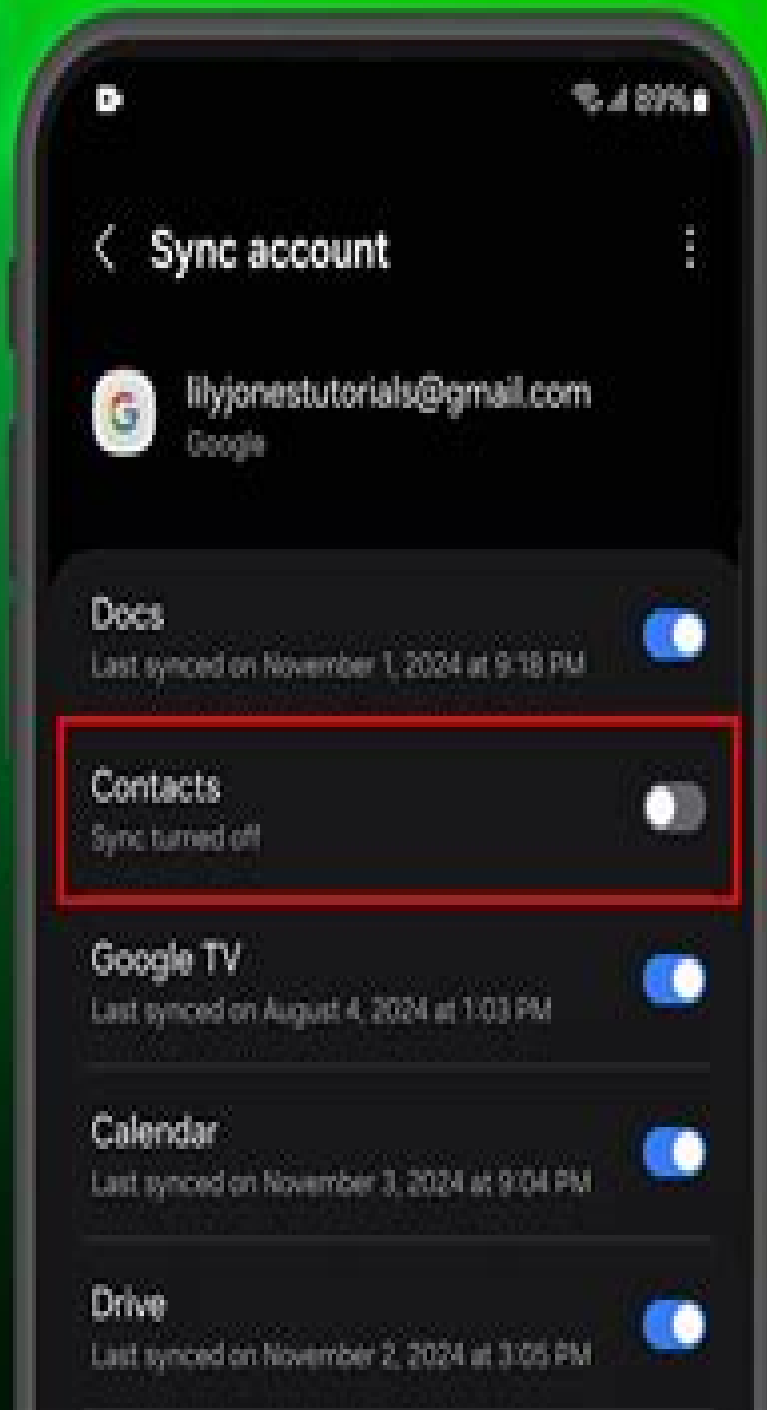 89%
Sync account
lilyjonestutorials@gmail.com
Google
Docs
Last synced on November 1, 2024 at 9:18 PM
Contacts
Sync turned off
Google TV
Last synced on August 4, 2024 at 1:03 PM
Calendar
Last synced on November 3, 2024 at 9:04 PM
Drive
Last synced on November 2, 2024 at 3:05 PM